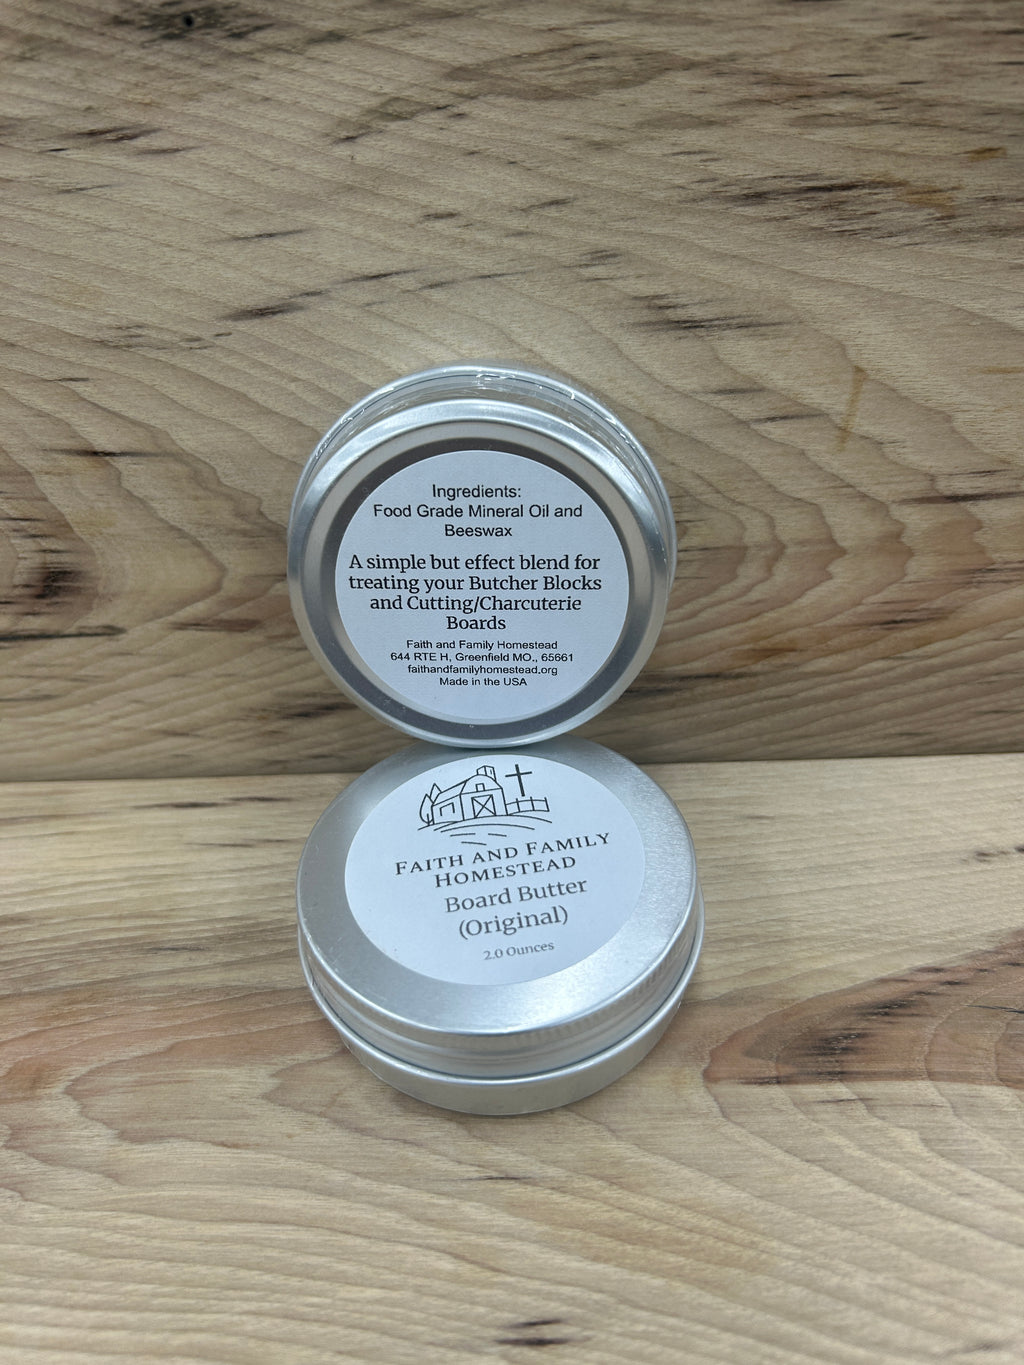 Ingredients:
Food Grade Mineral Oil and
Beeswax
A simple but effect blend for
treating your Butcher Blocks
and Cutting/Charcuterie
Boards
Faith and Family Homestead
644 RTE H, Greenfield MO,, 65661
faithandfamilyhomestead.org
Made in the USA
FAITH AND FAMILY
HOMESTEAD
Board Butter
(Original)
2.0 Ounces